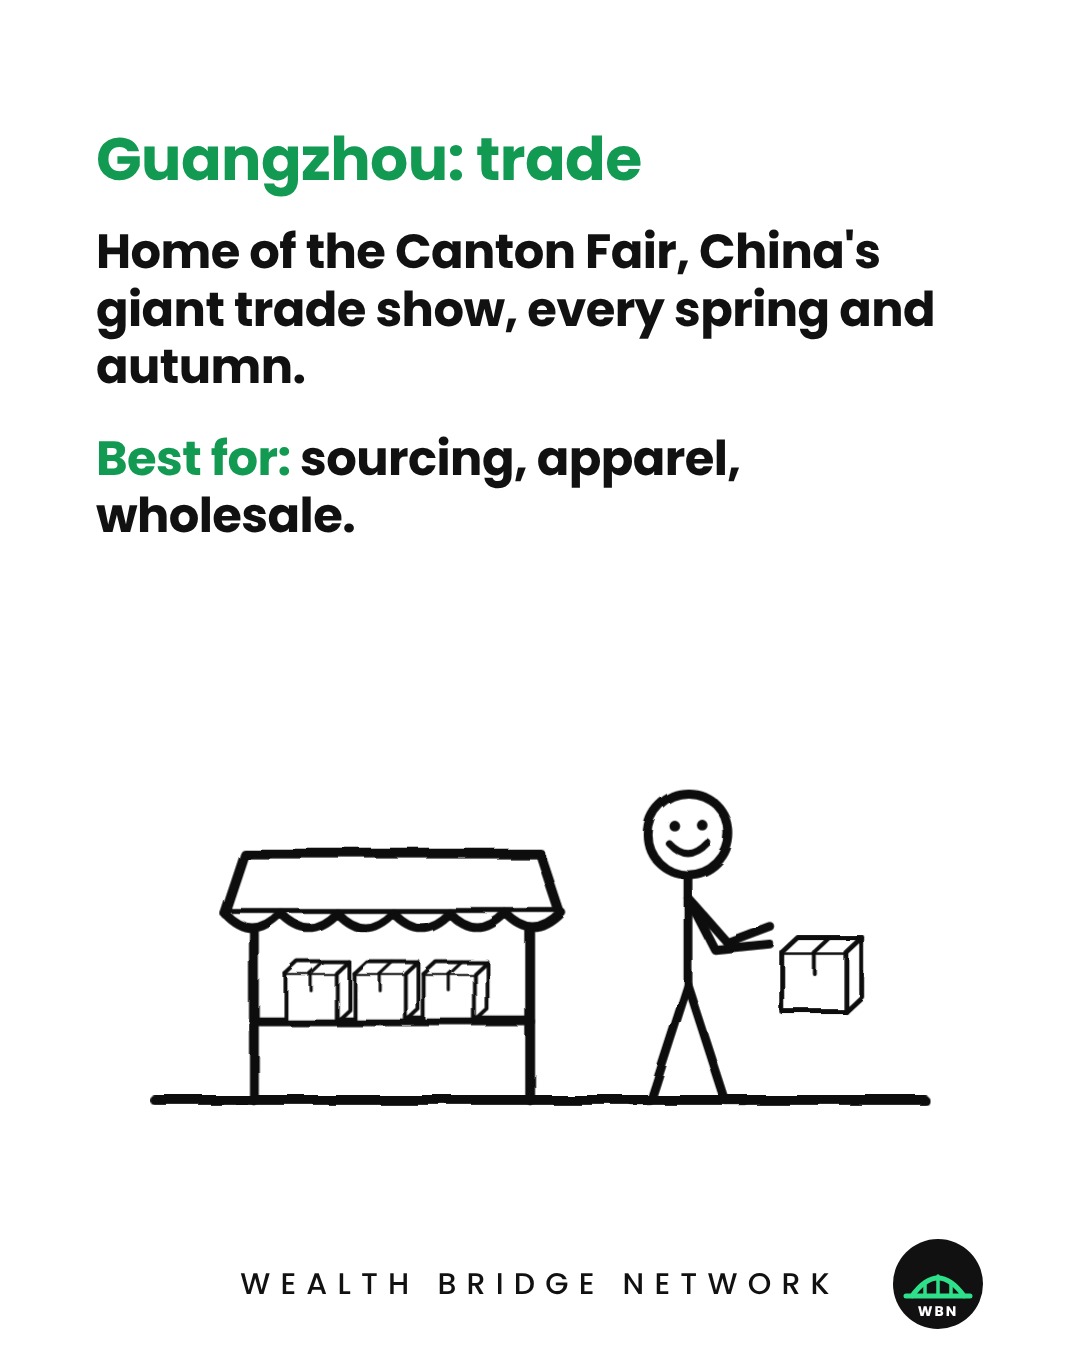 Guangzhou: trade
Home of the Canton Fair, China's
giant trade show, every spring and
autumn.
Best for: sourcing, apparel,
wholesale.
WEALTH BRIDGE NETWORK
WBN